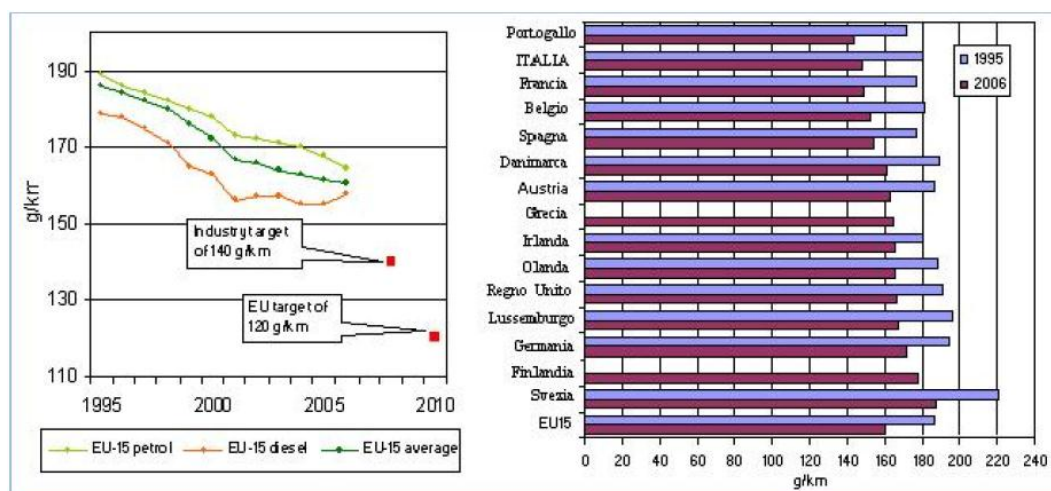 190
170
150
130
110
g/km
Industry target
of 140 g/km
EU target of
120 g/km
1995
2000
2005
2010
EU-15 petrol
EU-15 diesel
EU-15 average
Portogallo
ITALIA
Francia
Belgio
Spagna
Danimarca
Austria
Grecia
Irlanda
Olanda
Regno Unito
Lussemburgo
Germania
Finlandia
Svezia
EU15
1995
2006
0 20 40 60 80 100 120 140 160 180 200 220 240
g/km